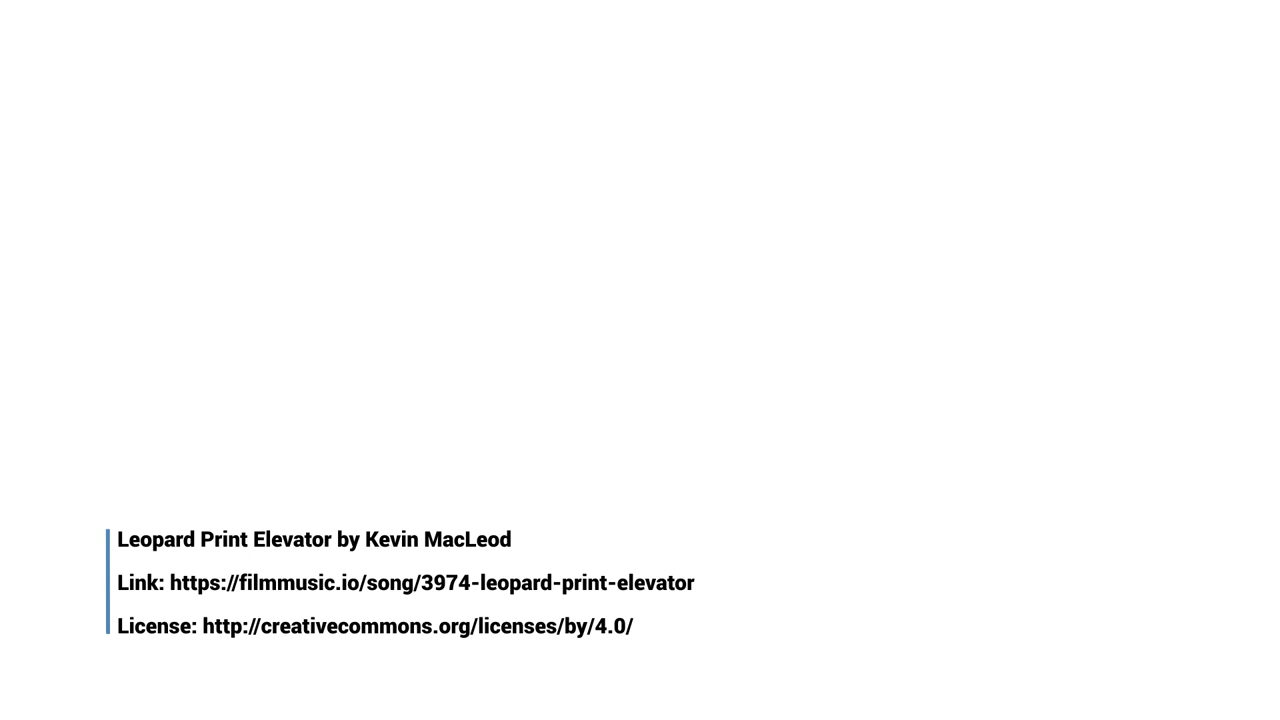 Leopard Print Elevator by Kevin MacLeod
Link: https://filmmusic.io/song/3974-leopard-print-elevator
License: http://creativecommons.org/licenses/by/4.0/